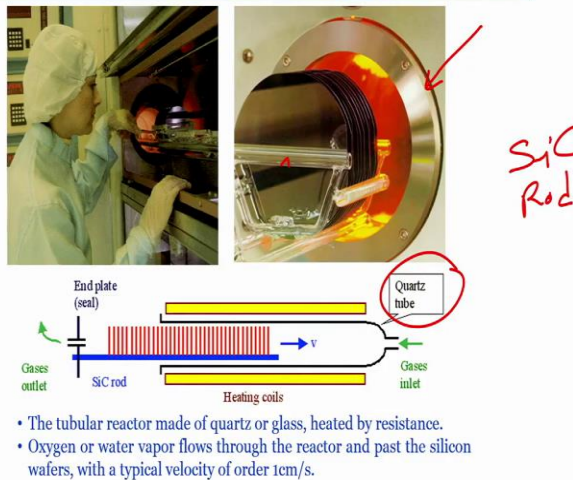 SiC
Rod
End plate
(seal)
Quartz
tube
v
Gases
outlet
SiC rod
Gases
inlet
Heating coils
• The tubular reactor made of quartz or glass, heated by resistance.
• Oxygen or water vapor flows through the reactor and past the silicon
wafers, with a typical velocity of order 1cm/s.